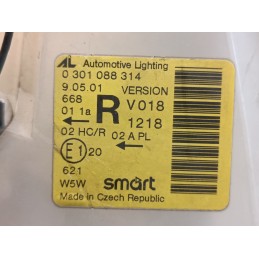 AL Automotive Lighting
0 301 088 314
9.05.01 VERSION
668 R V018
01 1a 1218
02 HC/R 02 A PL
E1 20
621
W5W smart
Made in Czech Republic